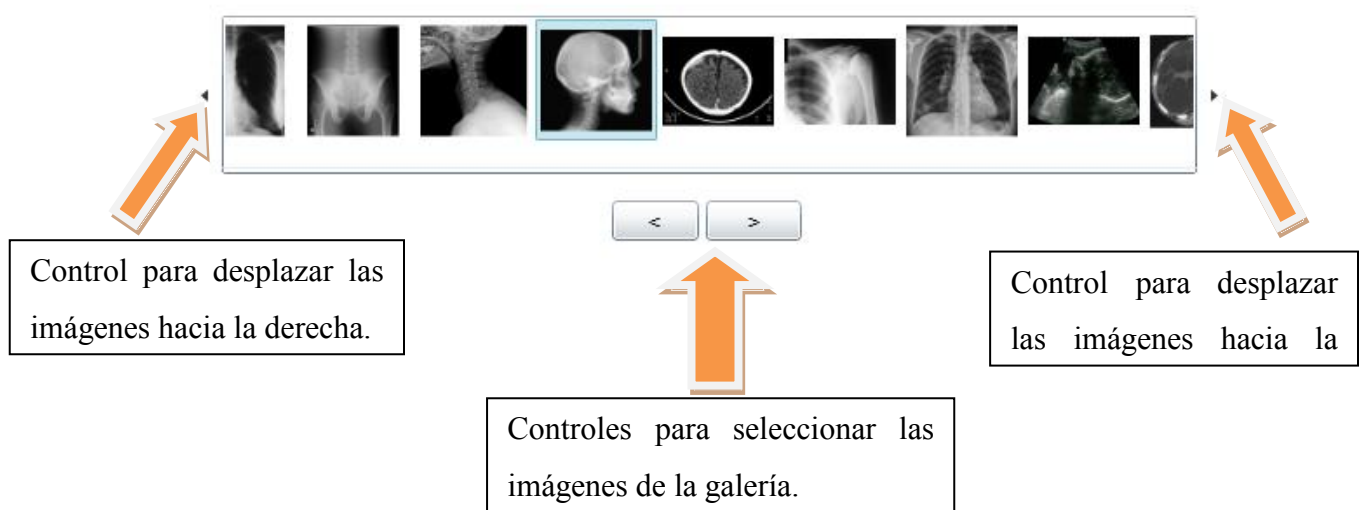 < >
Control para desplazar las
imágenes hacia la derecha.
Control para desplazar
las imágenes hacia la
Controles para seleccionar las
imágenes de la galería.